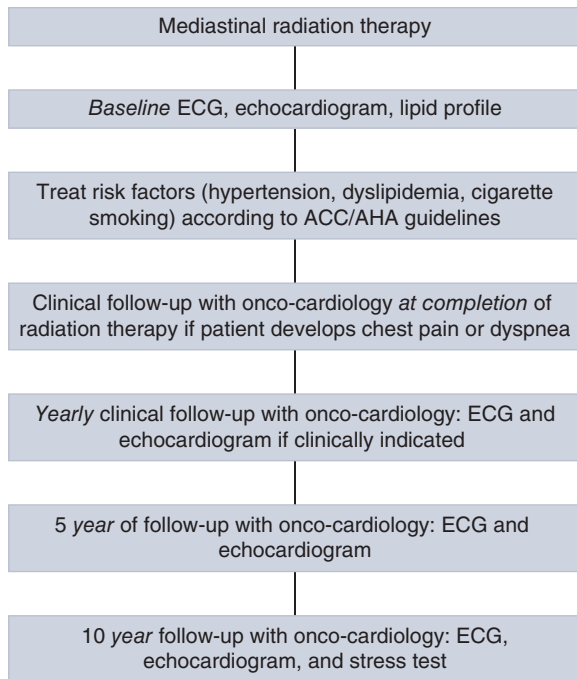 Mediastinal radiation therapy
Baseline ECG, echocardiogram, lipid profile
Treat risk factors (hypertension, dyslipidemia, cigarette
smoking) according to ACC/AHA guidelines
Clinical follow-up with onco-cardiology at completion of
radiation therapy if patient develops chest pain or dyspnea
Yearly clinical follow-up with onco-cardiology: ECG and
echocardiogram if clinically indicated
5 year of follow-up with onco-cardiology: ECG and
echocardiogram
10 year follow-up with onco-cardiology: ECG,
echocardiogram, and stress test